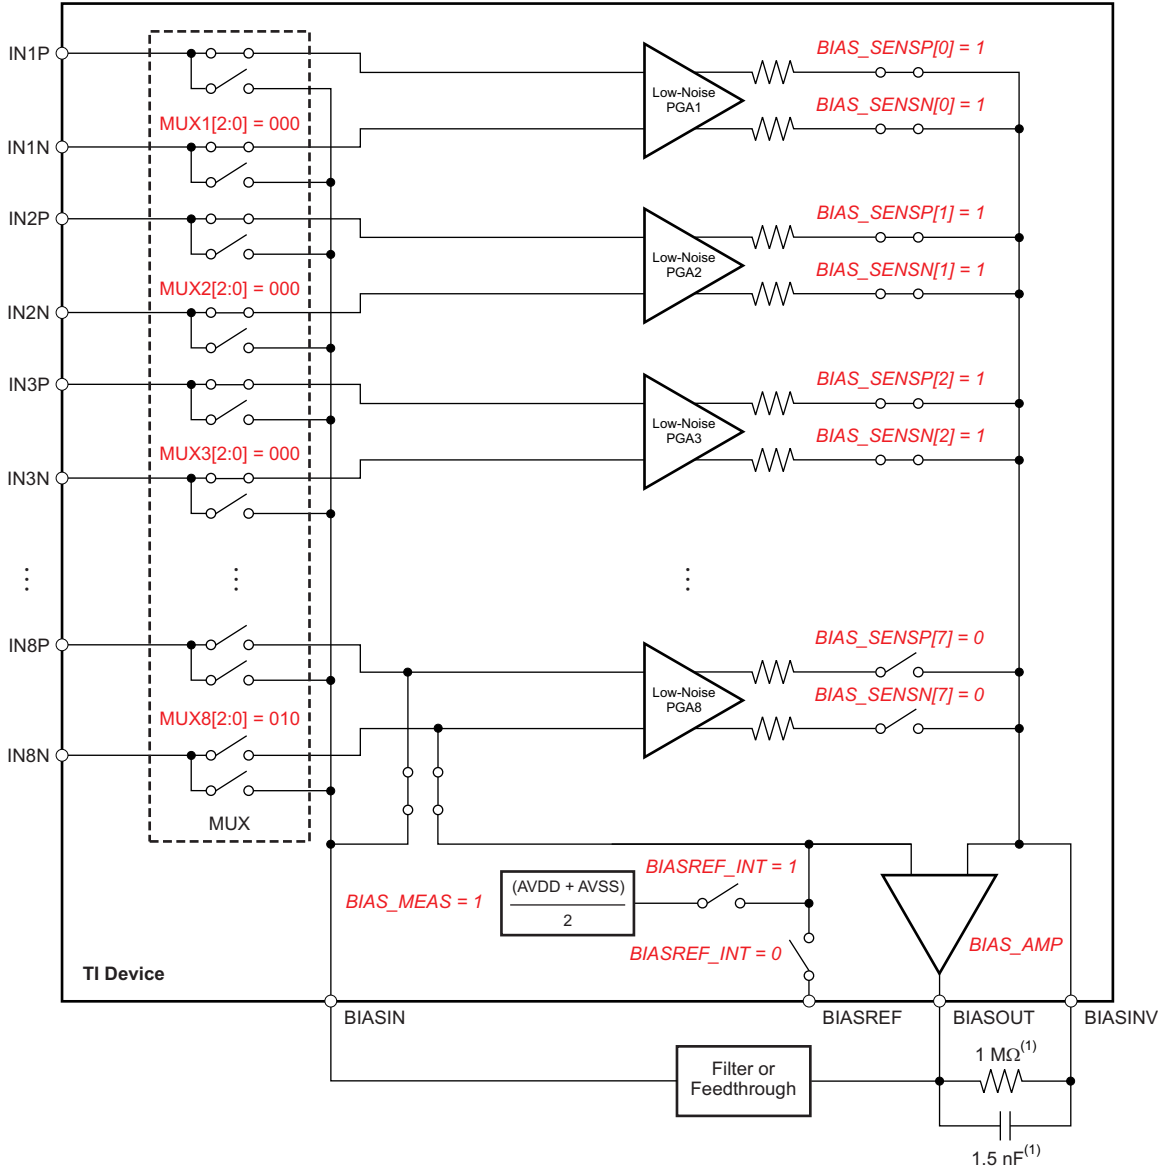 IN1P
BIAS_SENSP[0] = 1
Low-Noise
PGA1
BIAS_SENSN[0] = 1
MUX1[2:0] = 000
IN1N
IN2P
BIAS_SENSP[1] = 1
Low-Noise
PGA2
BIAS_SENSN[1] = 1
MUX2[2:0] = 000
IN2N
IN3P
BIAS_SENSP[2] = 1
Low-Noise
PGA3
BIAS_SENSN[2] = 1
MUX3[2:0] = 000
IN3N
IN8P
BIAS_SENSP[7] = 0
Low-Noise
PGA8
BIAS_SENSN[7] = 0
MUX8[2:0] = 010
IN8N
MUX
BIASREF_INT = 1
(AVDD + AVSS)
2
BIAS_MEAS = 1
BIASREF_INT = 0
BIAS_AMP
TI Device
BIASIN
BIASREF
BIASOUT
BIASINV
Filter or
Feedthrough
1 MΩ(1)
1.5 nF(1)